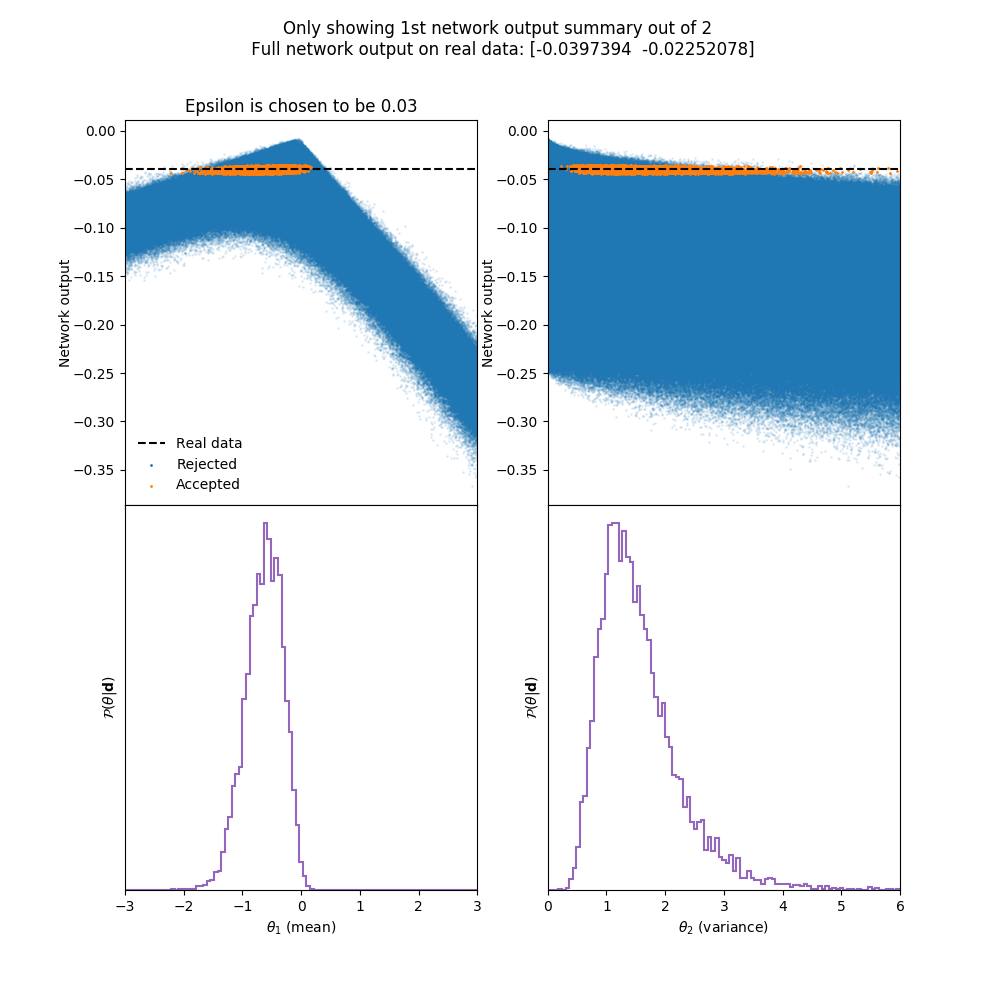 Only showing 1st network output summary out of 2
Full network output on real data: [-0.0397394 -0.02252078]
Epsilon is chosen to be 0.03
0.00
−0.05
−0.10
−0.15
−0.20
−0.25
−0.30
−0.35
Network output
Real data
Rejected
Accepted
0.00
−0.05
−0.10
−0.15
−0.20
−0.25
−0.30
−0.35
Network output
𝒫(θ|𝐝)
−3 −2 −1 0 1 2 3
θ₁ (mean)
𝒫(θ|𝐝)
0 1 2 3 4 5 6
θ₂ (variance)